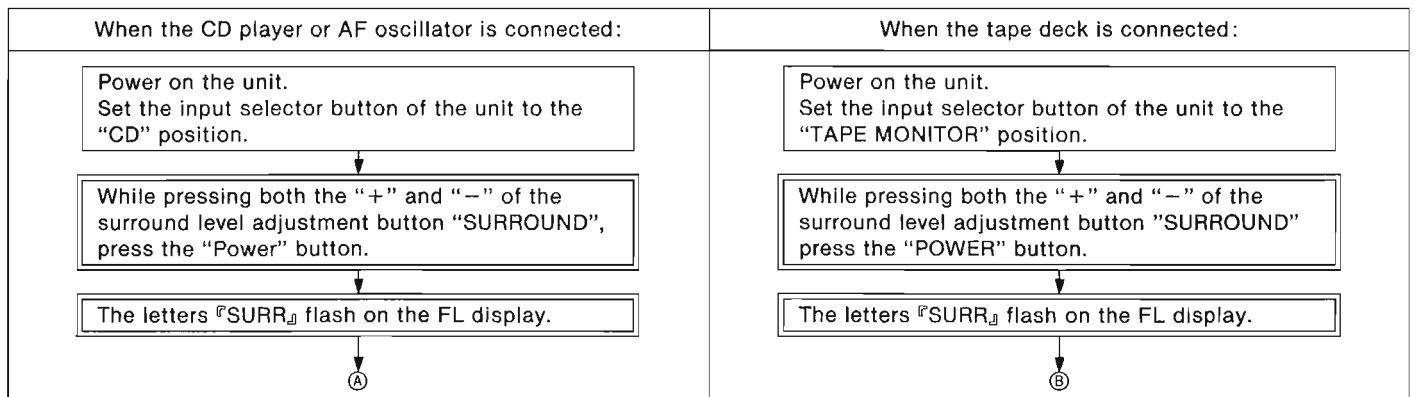 When the CD player or AF oscillator is connected:
Power on the unit.
Set the input selector button of the unit to the
“CD” position.
While pressing both the “+” and “−” of the
surround level adjustment button “SURROUND”,
press the “Power” button.
The letters『SURR』flash on the FL display.
Ⓐ
When the tape deck is connected:
Power on the unit.
Set the input selector button of the unit to the
“TAPE MONITOR” position.
While pressing both the “+” and “−” of the
surround level adjustment button ”SURROUND”
press the “POWER” button.
The letters『SURR』flash on the FL display.
Ⓑ